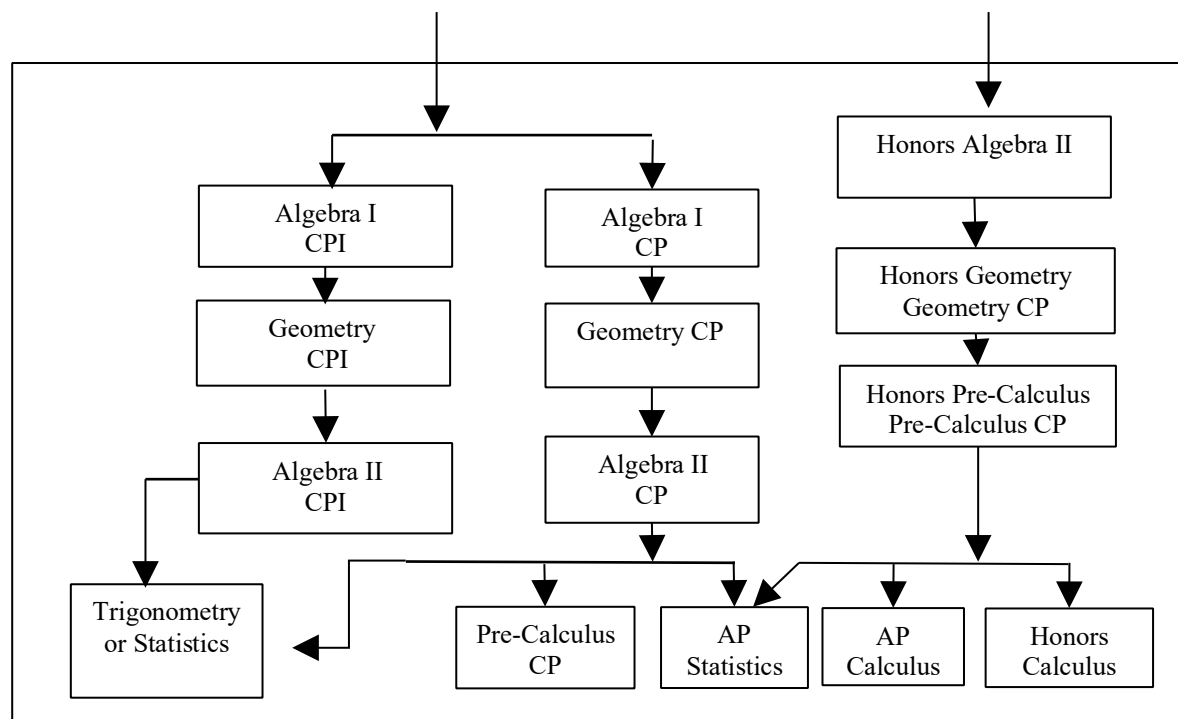 Honors Algebra II
Algebra I
CPI
Algebra I
CP
Honors Geometry
Geometry CP
Geometry
CPI
Geometry CP
Honors Pre-Calculus
Pre-Calculus CP
Algebra II
CPI
Algebra II
CP
Trigonometry
or Statistics
Pre-Calculus
CP
AP
Statistics
AP
Calculus
Honors
Calculus